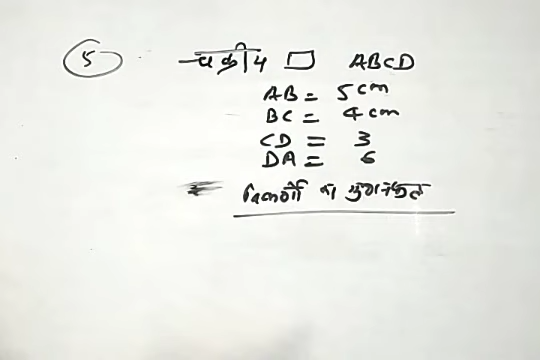 5 चक्रीय □ ABCD
AB = 5cm
BC = 4cm
CD = 3
DA = 6
विकर्णों का गुणनफल